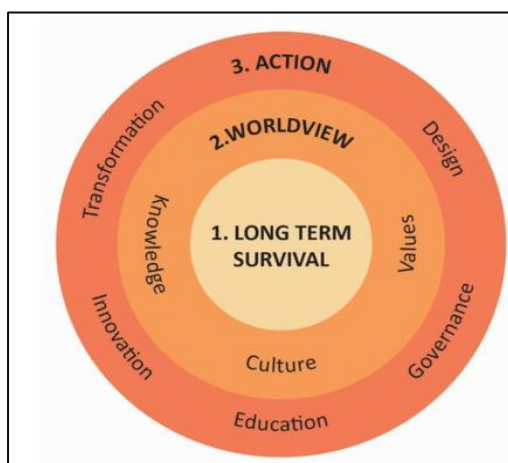 3. ACTION
Transformation
Design
2.WORLDVIEW
Knowledge
Values
1. LONG TERM
SURVIVAL
Innovation
Governance
Culture
Education